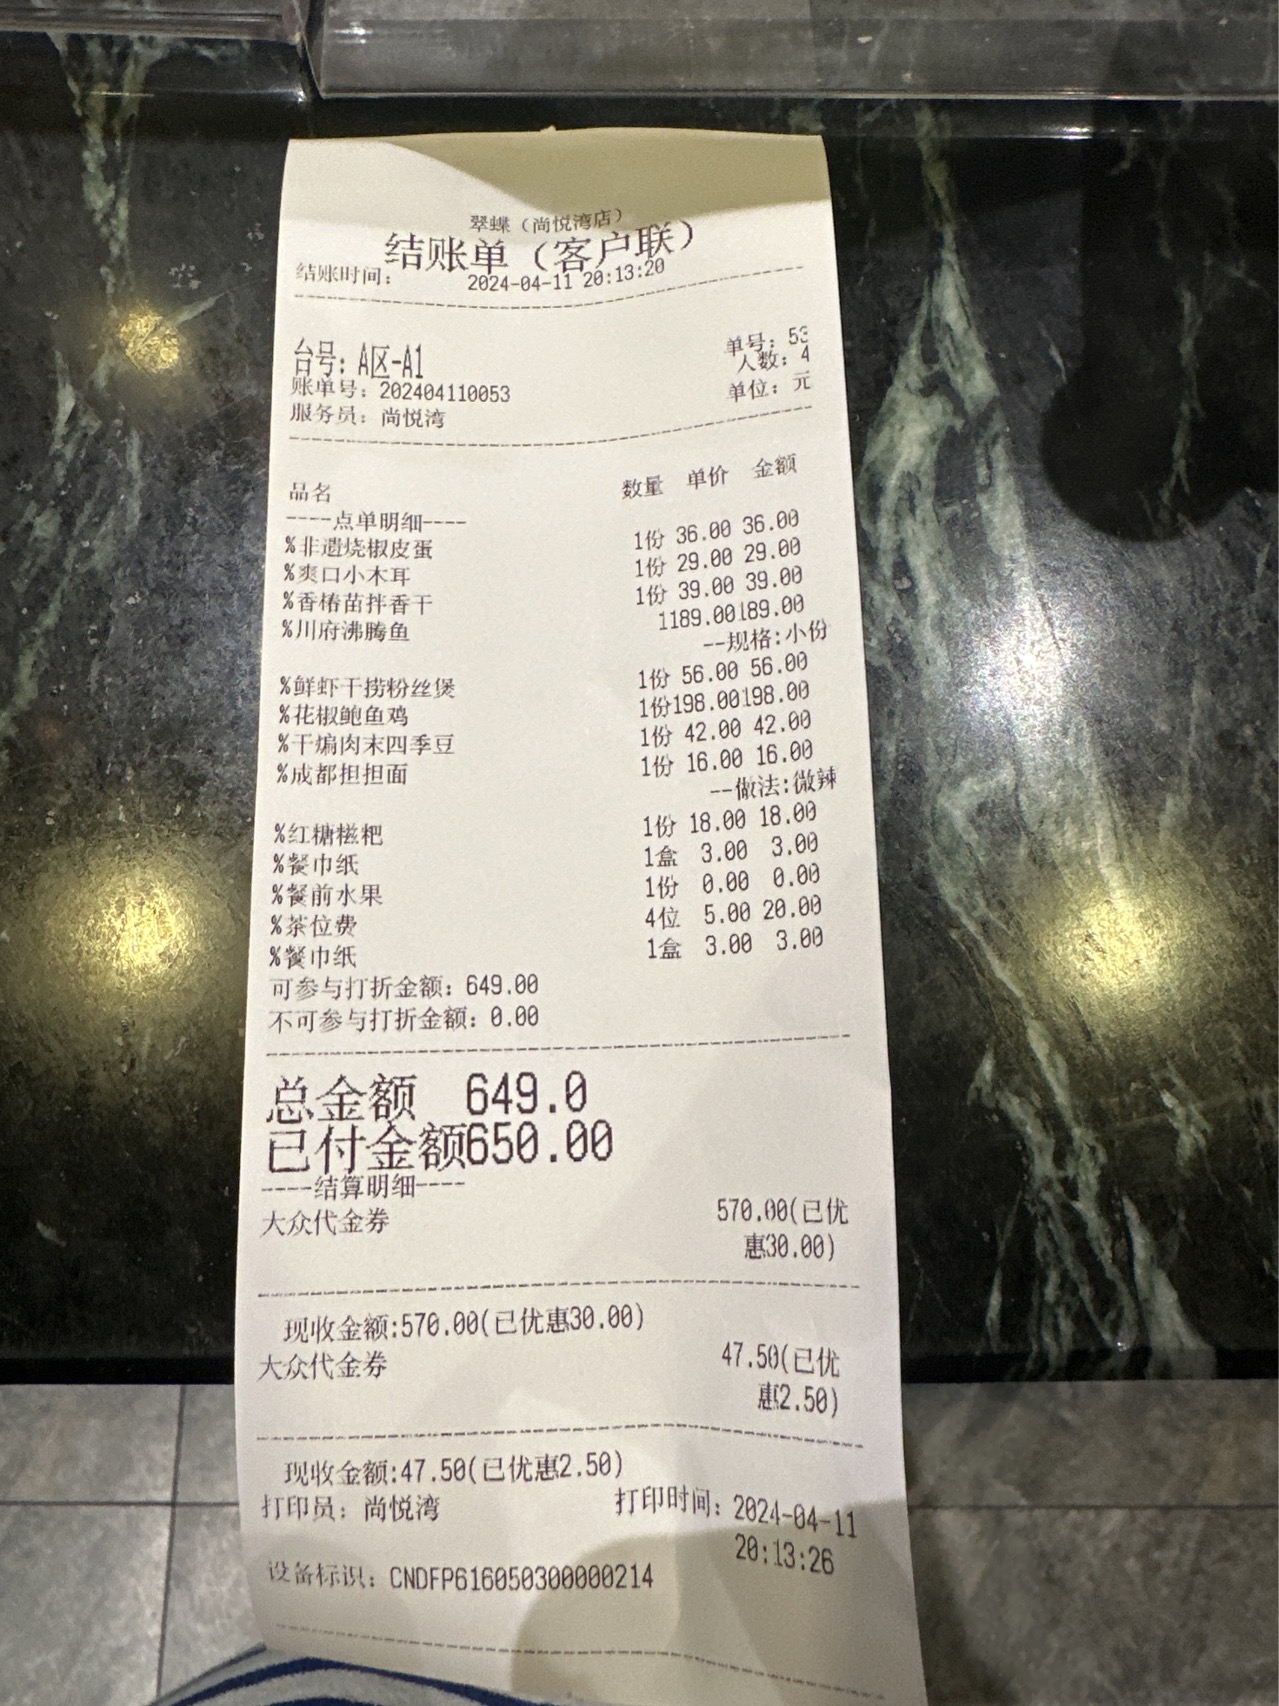 翠蝶（尚悦湾店）
结账单（客户联）
结账时间： 2024-04-11 20:13:20
台号：A区-A1 单号：53
人数：4
账单号：202404110053
单位：元
服务员：尚悦湾
品名 数量 单价 金额
----点单明细----
%非遗烧椒皮蛋 1份 36.00 36.00
%爽口小木耳 1份 29.00 29.00
%香椿苗拌香干 1份 39.00 39.00
%川府沸腾鱼 1189.00189.00
--规格:小份
%鲜虾干捞粉丝煲 1份 56.00 56.00
%花椒鲍鱼鸡 1份198.00198.00
%干煸肉末四季豆 1份 42.00 42.00
%成都担担面 1份 16.00 16.00
--做法:微辣
%红糖糍粑 1份 18.00 18.00
%餐巾纸 1盒 3.00 3.00
%餐前水果 1份 0.00 0.00
%茶位费 4位 5.00 20.00
%餐巾纸 1盒 3.00 3.00
可参与打折金额：649.00
不可参与打折金额：0.00
总金额 649.0
已付金额650.00
----结算明细----
大众代金券 570.00(已优
惠30.00)
现收金额:570.00(已优惠30.00)
大众代金券 47.50(已优
惠2.50)
现收金额:47.50(已优惠2.50)
打印员：尚悦湾 打印时间：2024-04-11
20:13:26
设备标识：CNDFP616050300000214